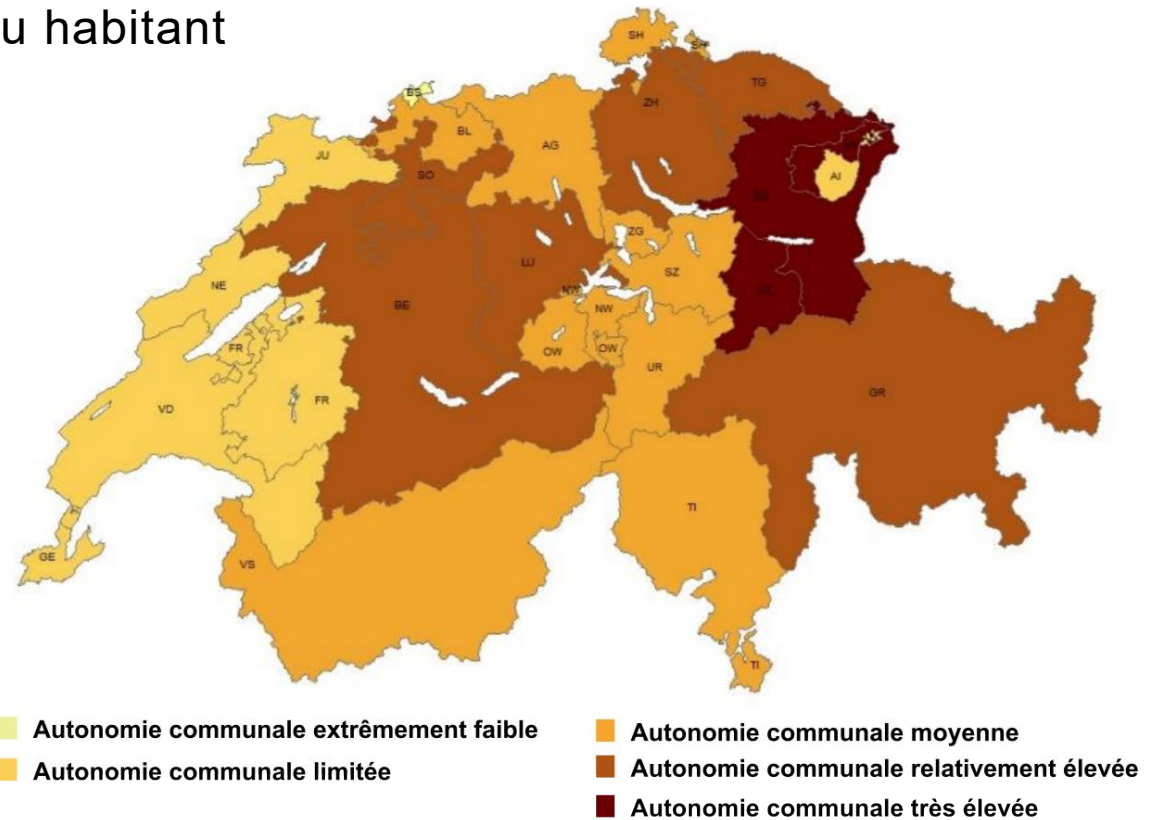 u habitant
SH
SH
BS
TG
ZH
BL
AG
JU
SO
AI
SG
ZG
LU
SZ
NE
GL
NW
BE
NW
FR
OW
OW
UR
GR
FR
VD
TI
GE
VS
TI
Autonomie communale extrêmement faible
Autonomie communale limitée
Autonomie communale moyenne
Autonomie communale relativement élevée
Autonomie communale très élevée